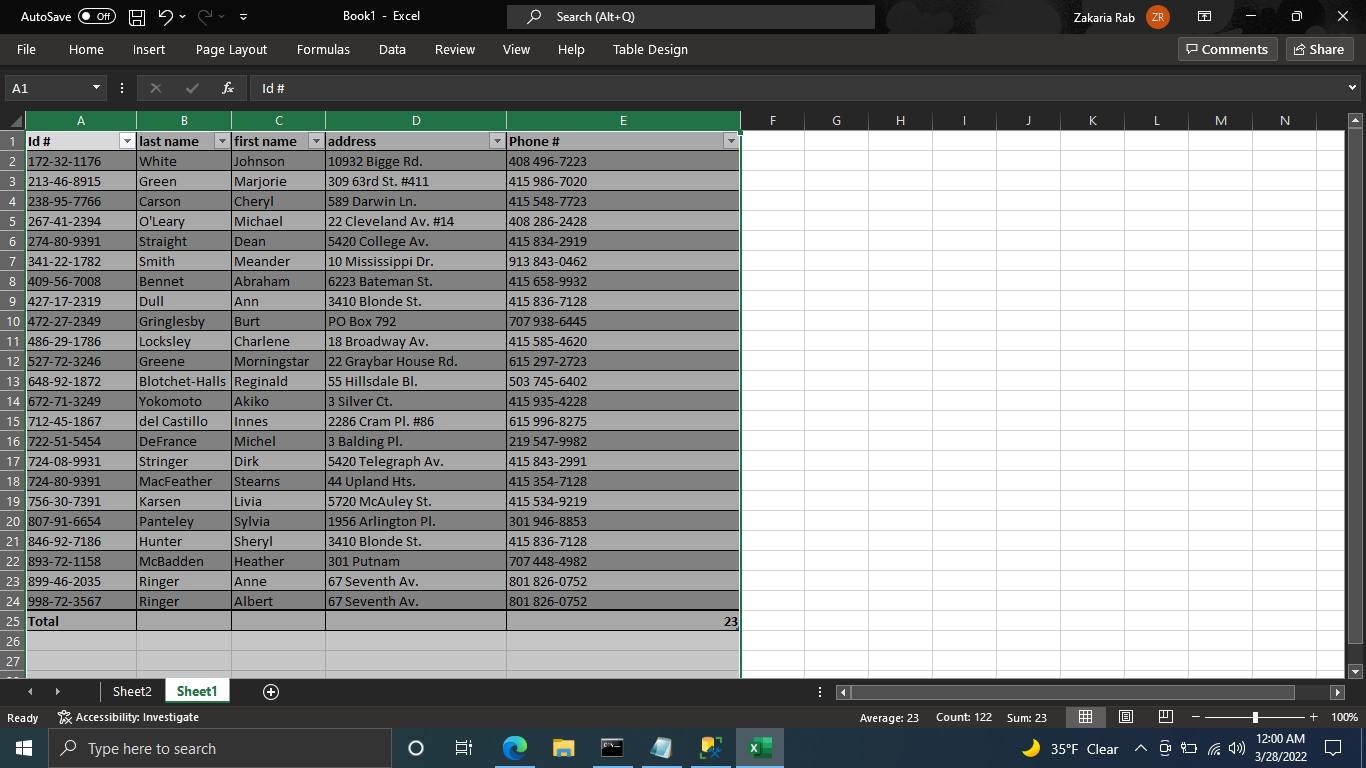 AutoSave Off Book1 - Excel Search (Alt+Q) Zakaria Rab ZR
File Home Insert Page Layout Formulas Data Review View Help Table Design Comments Share
A1 fx Id #
A B C D E F G H I J K L M N
1 Id # last name first name address Phone #
2 172-32-1176 White Johnson 10932 Bigge Rd. 408 496-7223
3 213-46-8915 Green Marjorie 309 63rd St. #411 415 986-7020
4 238-95-7766 Carson Cheryl 589 Darwin Ln. 415 548-7723
5 267-41-2394 O'Leary Michael 22 Cleveland Av. #14 408 286-2428
6 274-80-9391 Straight Dean 5420 College Av. 415 834-2919
7 341-22-1782 Smith Meander 10 Mississippi Dr. 913 843-0462
8 409-56-7008 Bennet Abraham 6223 Bateman St. 415 658-9932
9 427-17-2319 Dull Ann 3410 Blonde St. 415 836-7128
10 472-27-2349 Gringlesby Burt PO Box 792 707 938-6445
11 486-29-1786 Locksley Charlene 18 Broadway Av. 415 585-4620
12 527-72-3246 Greene Morningstar 22 Graybar House Rd. 615 297-2723
13 648-92-1872 Blotchet-Halls Reginald 55 Hillsdale Bl. 503 745-6402
14 672-71-3249 Yokomoto Akiko 3 Silver Ct. 415 935-4228
15 712-45-1867 del Castillo Innes 2286 Cram Pl. #86 615 996-8275
16 722-51-5454 DeFrance Michel 3 Balding Pl. 219 547-9982
17 724-08-9931 Stringer Dirk 5420 Telegraph Av. 415 843-2991
18 724-80-9391 MacFeather Stearns 44 Upland Hts. 415 354-7128
19 756-30-7391 Karsen Livia 5720 McAuley St. 415 534-9219
20 807-91-6654 Panteley Sylvia 1956 Arlington Pl. 301 946-8853
21 846-92-7186 Hunter Sheryl 3410 Blonde St. 415 836-7128
22 893-72-1158 McBadden Heather 301 Putnam 707 448-4982
23 899-46-2035 Ringer Anne 67 Seventh Av. 801 826-0752
24 998-72-3567 Ringer Albert 67 Seventh Av. 801 826-0752
25 Total 23
26
27
Sheet2 Sheet1
Ready Accessibility: Investigate Average: 23 Count: 122 Sum: 23 100%
Type here to search 35°F Clear 12:00 AM
3/28/2022